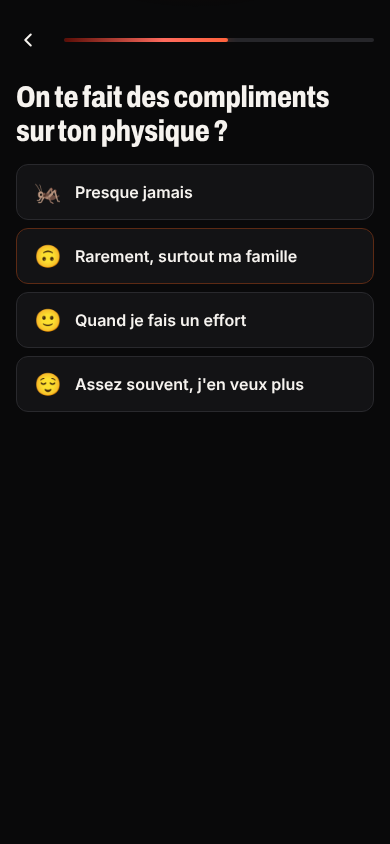 On te fait des compliments
sur ton physique ?
Presque jamais
Rarement, surtout ma famille
Quand je fais un effort
Assez souvent, j'en veux plus